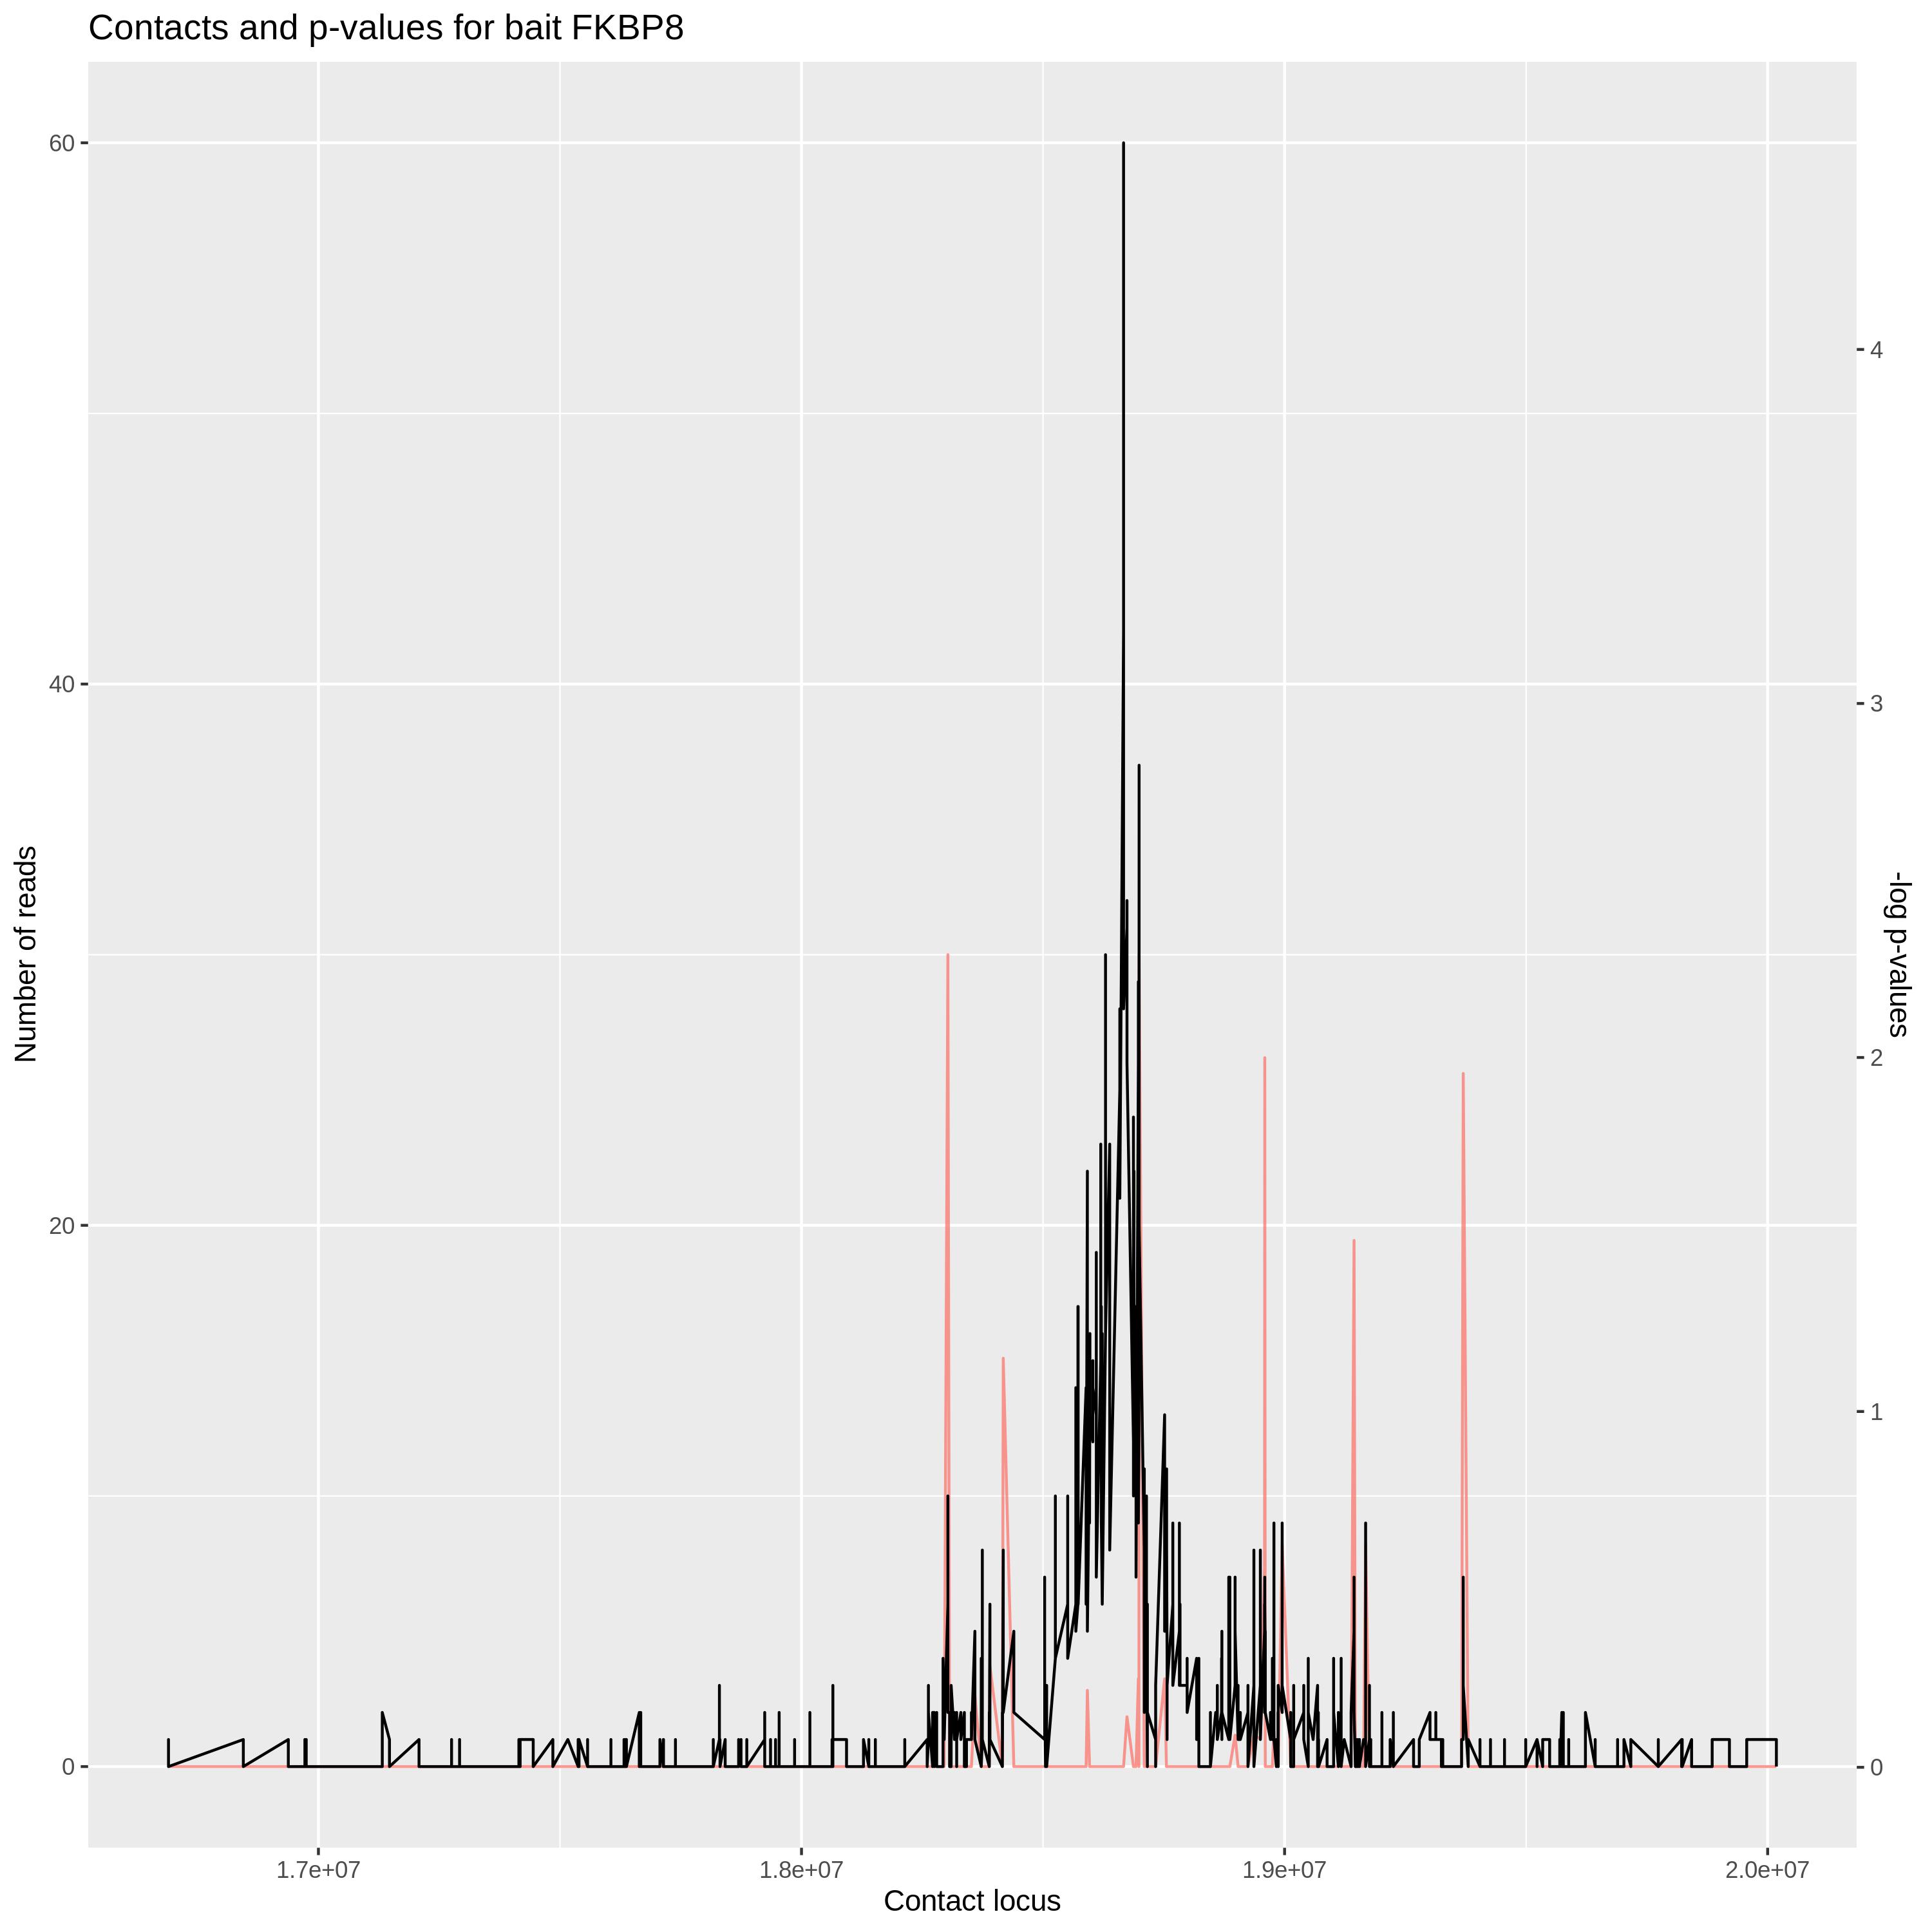 Contacts and p-values for bait FKBP8
60
40
20
0
Number of reads
4
3
2
1
0
-log p-values
1.7e+07 1.8e+07 1.9e+07 2.0e+07
Contact locus